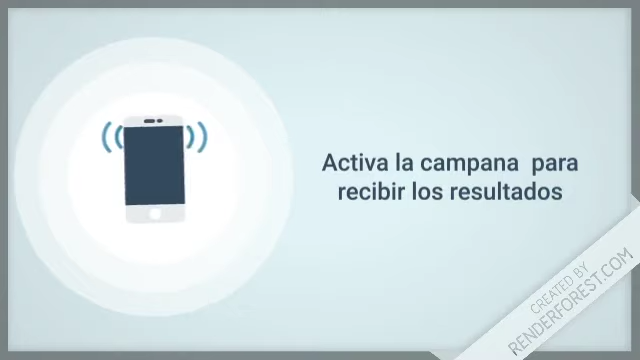 Activa la campana  para
recibir los resultados
CREATED BY
RENDERFOREST.COM